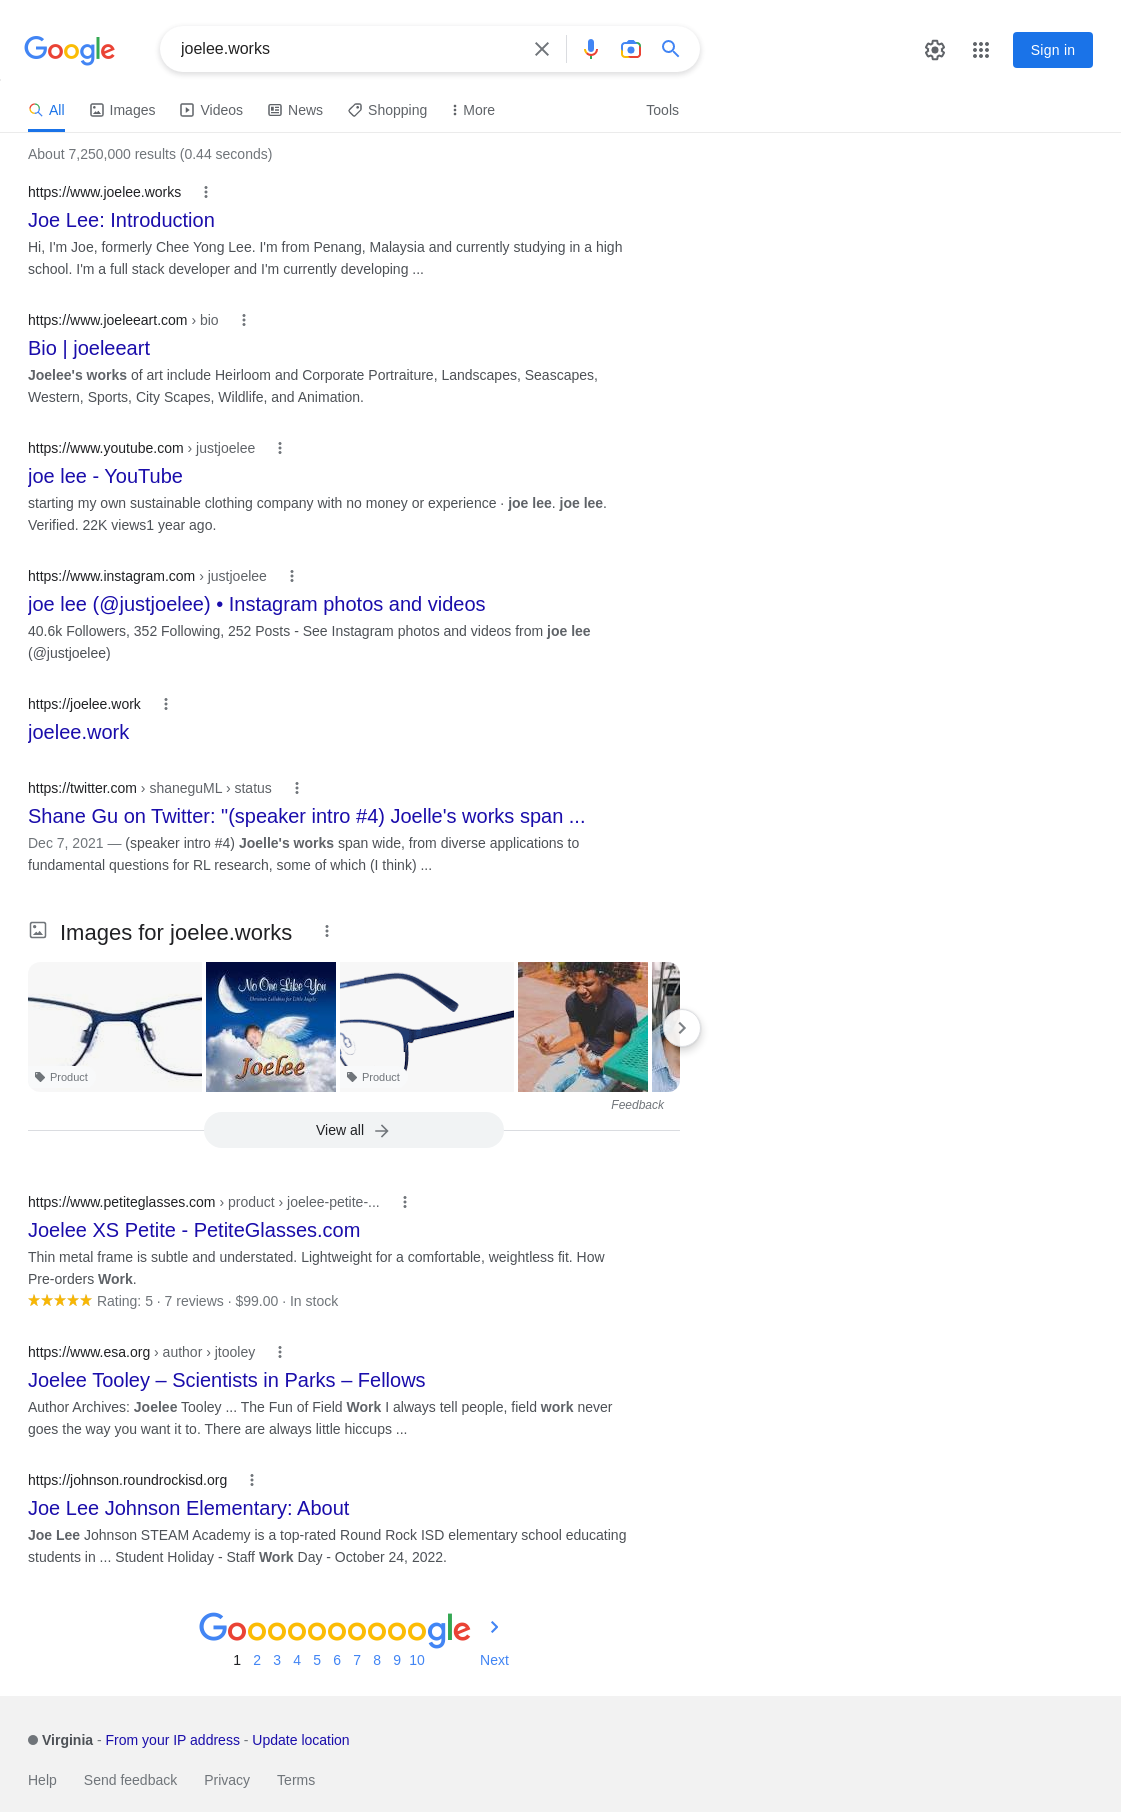 Google
joelee.works
Sign in
All
Images
Videos
News
Shopping
More
Tools
About 7,250,000 results (0.44 seconds)
https://www.joelee.works
Joe Lee: Introduction
Hi, I'm Joe, formerly Chee Yong Lee. I'm from Penang, Malaysia and currently studying in a high
school. I'm a full stack developer and I'm currently developing ...
https://www.joeleeart.com › bio
Bio | joeleeart
Joelee's works of art include Heirloom and Corporate Portraiture, Landscapes, Seascapes,
Western, Sports, City Scapes, Wildlife, and Animation.
https://www.youtube.com › justjoelee
joe lee - YouTube
starting my own sustainable clothing company with no money or experience · joe lee. joe lee.
Verified. 22K views1 year ago.
https://www.instagram.com › justjoelee
joe lee (@justjoelee) • Instagram photos and videos
40.6k Followers, 352 Following, 252 Posts - See Instagram photos and videos from joe lee
(@justjoelee)
https://joelee.work
joelee.work
https://twitter.com › shaneguML › status
Shane Gu on Twitter: "(speaker intro #4) Joelle's works span ...
Dec 7, 2021 — (speaker intro #4) Joelle's works span wide, from diverse applications to
fundamental questions for RL research, some of which (I think) ...
Images for joelee.works
Product
No One Like You
Christian Lullabies for Little Angels
Joelee
Product
Feedback
View all
https://www.petiteglasses.com › product › joelee-petite-...
Joelee XS Petite - PetiteGlasses.com
Thin metal frame is subtle and understated. Lightweight for a comfortable, weightless fit. How
Pre-orders Work.
Rating: 5 · 7 reviews · $99.00 · In stock
https://www.esa.org › author › jtooley
Joelee Tooley – Scientists in Parks – Fellows
Author Archives: Joelee Tooley ... The Fun of Field Work I always tell people, field work never
goes the way you want it to. There are always little hiccups ...
https://johnson.roundrockisd.org
Joe Lee Johnson Elementary: About
Joe Lee Johnson STEAM Academy is a top-rated Round Rock ISD elementary school educating
students in ... Student Holiday - Staff Work Day - October 24, 2022.
Goooooooooogle
1 2 3 4 5 6 7 8 9 10 Next
Virginia - From your IP address - Update location
Help Send feedback Privacy Terms